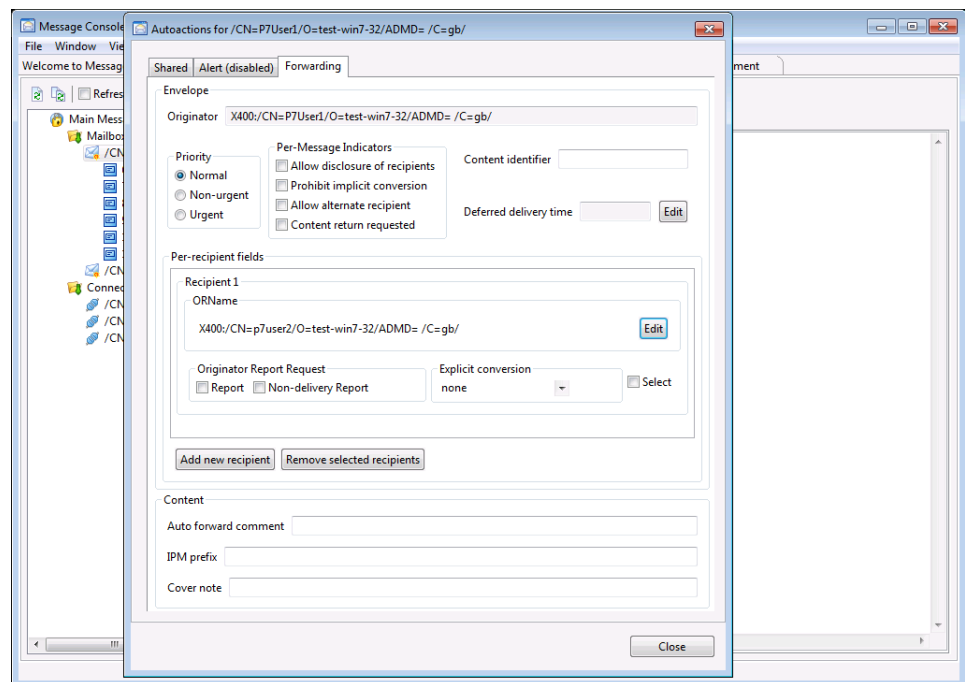 Message Console
Autoactions for /CN=P7User1/O=test-win7-32/ADMD= /C=gb/
File Window Vie
Welcome to Messag
ment
Shared
Alert (disabled)
Forwarding
Refres
Main Mess
Mailbo
/CN
/CN
Connec
/CN
/CN
/CN
Envelope
Originator X400:/CN=P7User1/O=test-win7-32/ADMD= /C=gb/
Priority
Normal
Non-urgent
Urgent
Per-Message Indicators
Allow disclosure of recipients
Prohibit implicit conversion
Allow alternate recipient
Content return requested
Content identifier
Deferred delivery time
Edit
Per-recipient fields
Recipient 1
ORName
X400:/CN=p7user2/O=test-win7-32/ADMD= /C=gb/
Edit
Originator Report Request
Report Non-delivery Report
Explicit conversion
none
Select
Add new recipient
Remove selected recipients
Content
Auto forward comment
IPM prefix
Cover note
Close